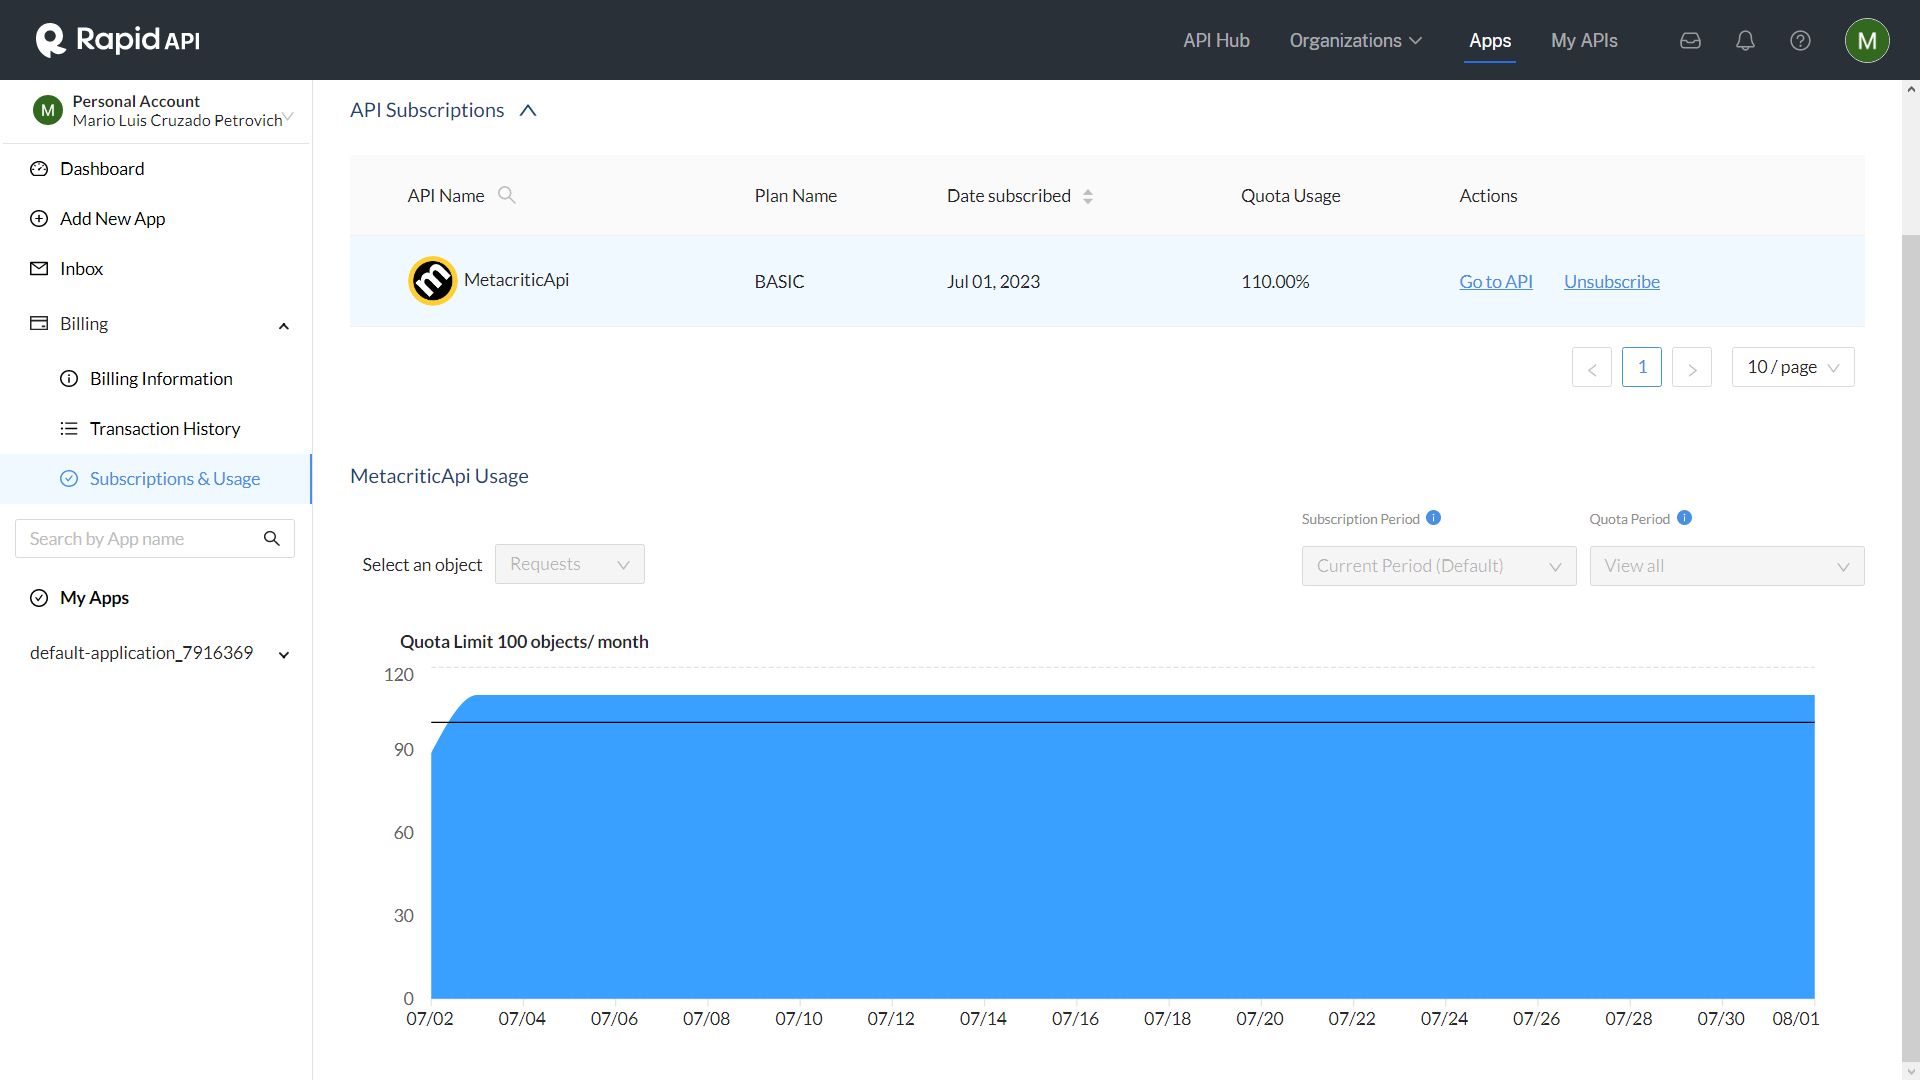 Rapid API
API Hub
Organizations
Apps
My APIs
M
M
Personal Account
Mario Luis Cruzado Petrovich
Dashboard
Add New App
Inbox
Billing
Billing Information
Transaction History
Subscriptions & Usage
Search by App name
My Apps
default-application_7916369
API Subscriptions
API Name
Plan Name
Date subscribed
Quota Usage
Actions
m
MetacriticApi
BASIC
Jul 01, 2023
110.00%
Go to API
Unsubscribe
< 1 > 10 / page
MetacriticApi Usage
Subscription Period
Quota Period
Select an object
Requests
Current Period (Default)
View all
Quota Limit 100 objects/ month
120
90
60
30
0
07/02 07/04 07/06 07/08 07/10 07/12 07/14 07/16 07/18 07/20 07/22 07/24 07/26 07/28 07/30 08/01